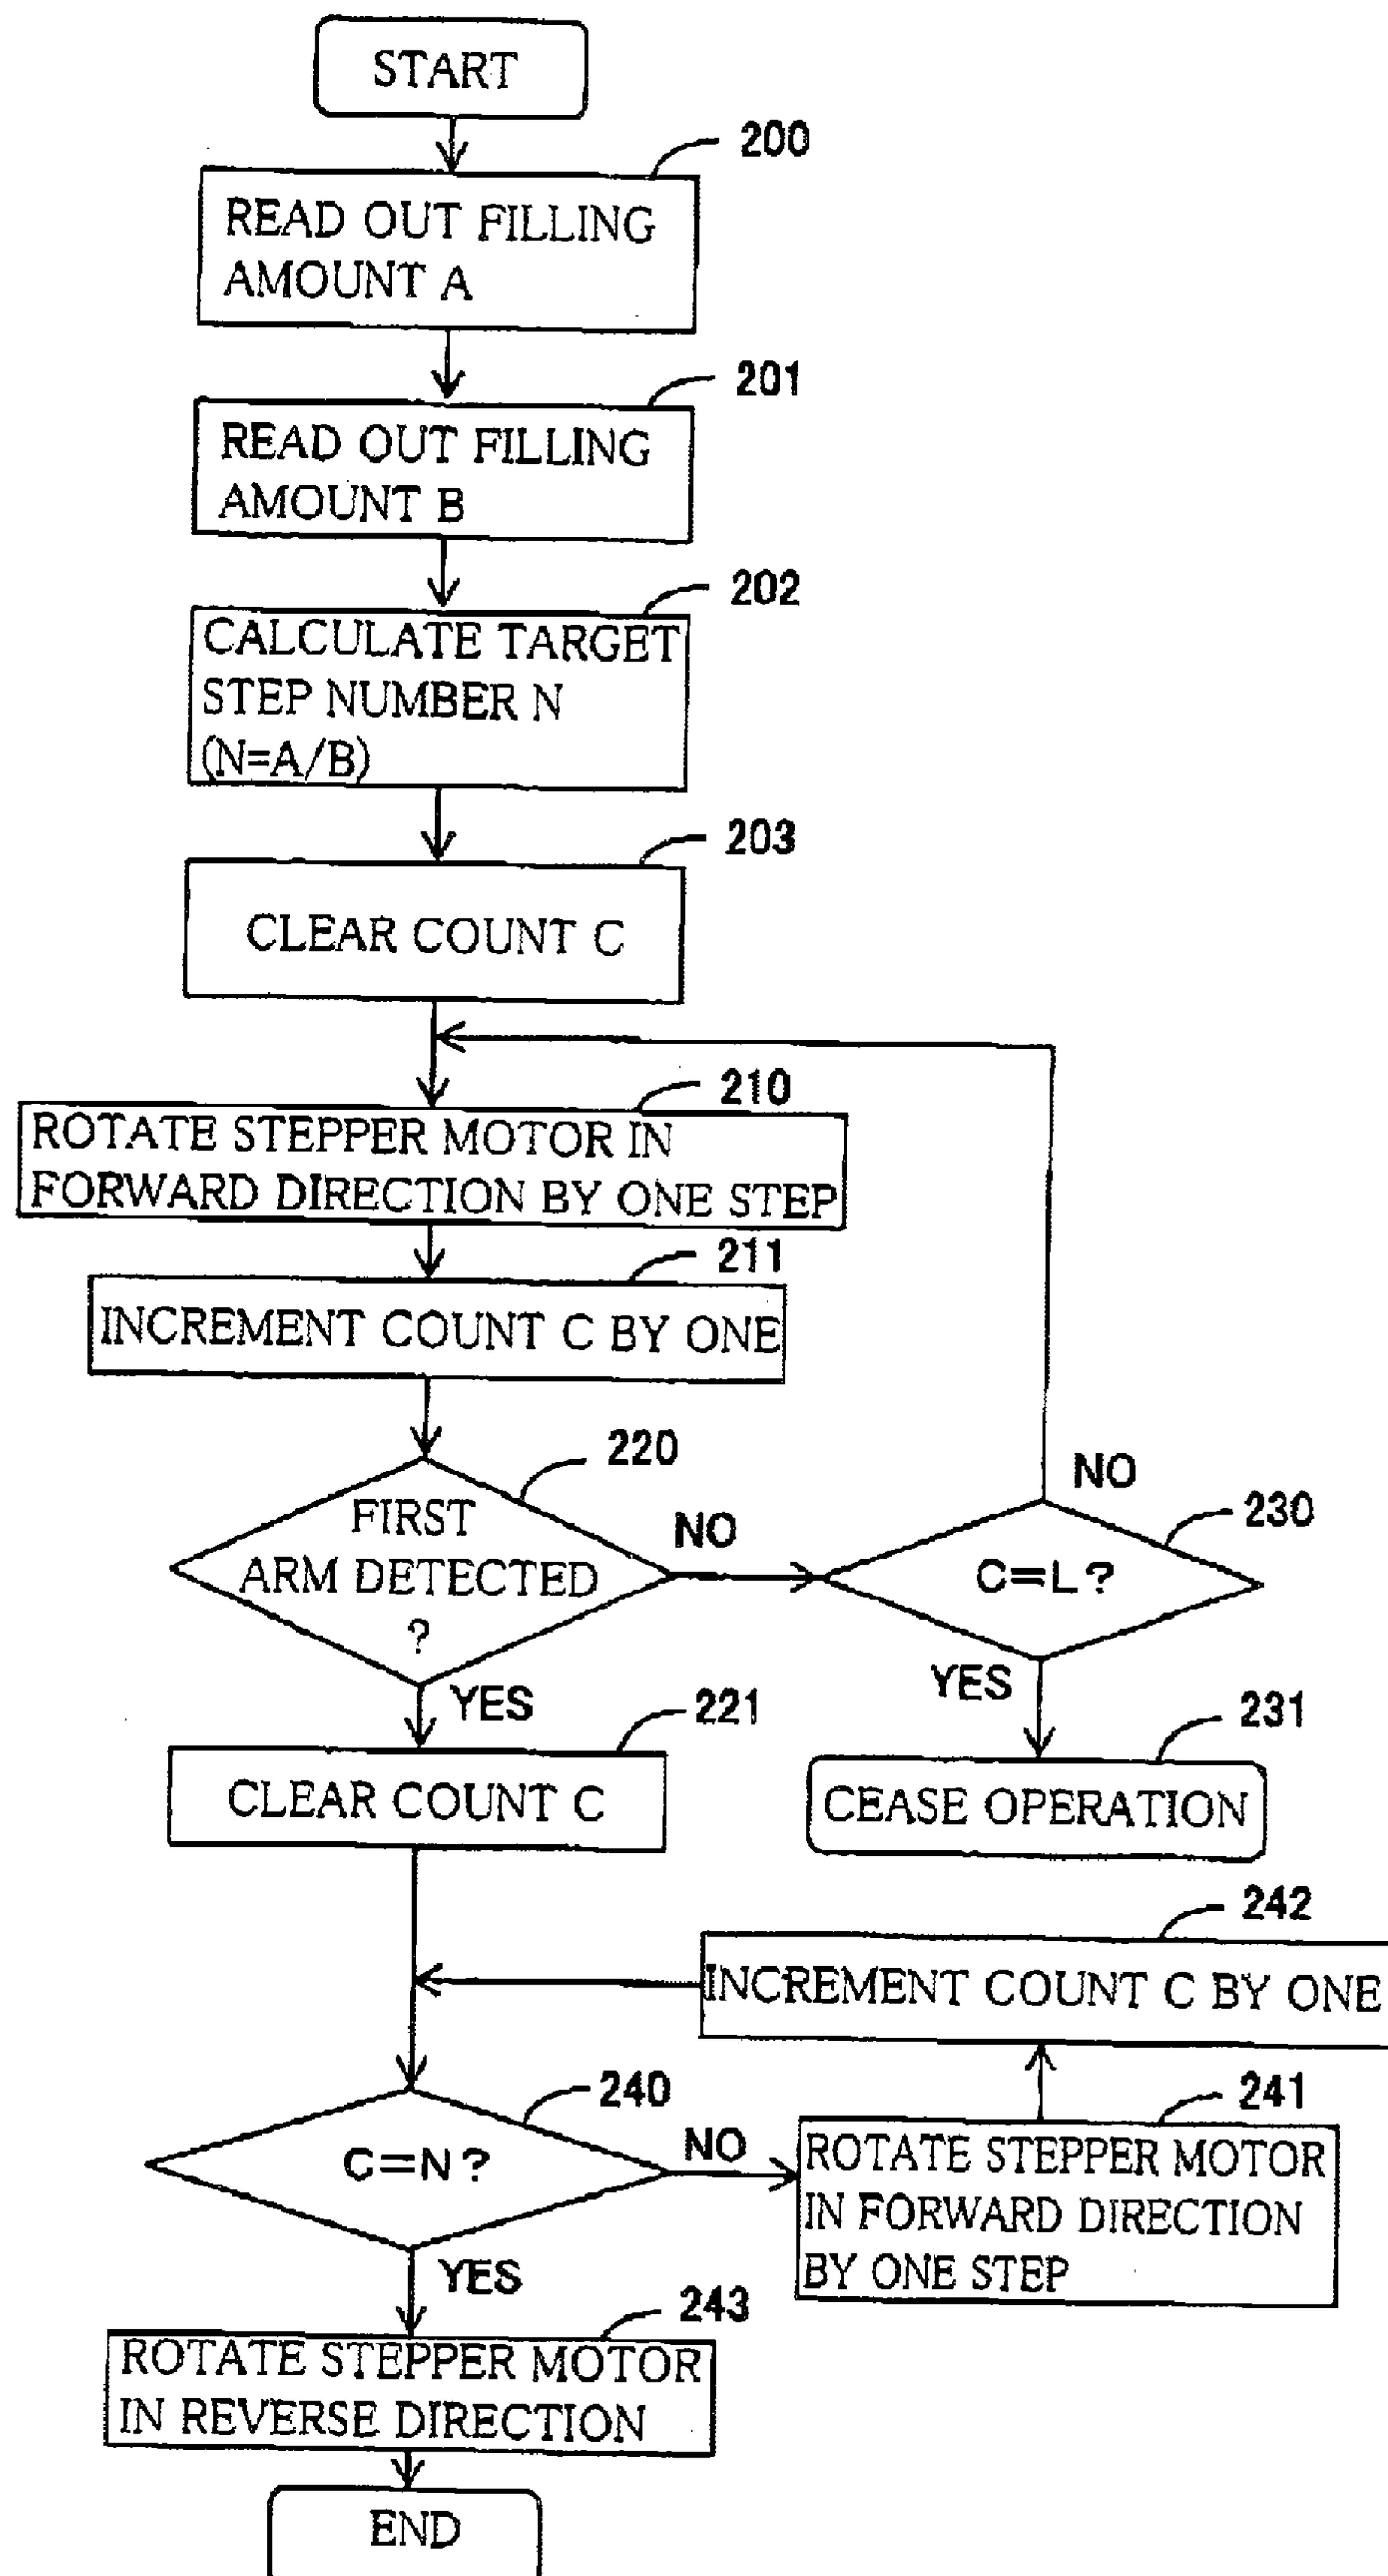 START
200
READ OUT FILLING
AMOUNT A
201
READ OUT FILLING
AMOUNT B
202
CALCULATE TARGET
STEP NUMBER N
(N=A/B)
203
CLEAR COUNT C
210
ROTATE STEPPER MOTOR IN
FORWARD DIRECTION BY ONE STEP
211
INCREMENT COUNT C BY ONE
220
FIRST
ARM DETECTED
?
NO
YES
230
C=L?
NO
YES
231
CEASE OPERATION
221
CLEAR COUNT C
242
INCREMENT COUNT C BY ONE
240
C=N?
NO
YES
241
ROTATE STEPPER MOTOR
IN FORWARD DIRECTION
BY ONE STEP
243
ROTATE STEPPER MOTOR
IN REVERSE DIRECTION
END